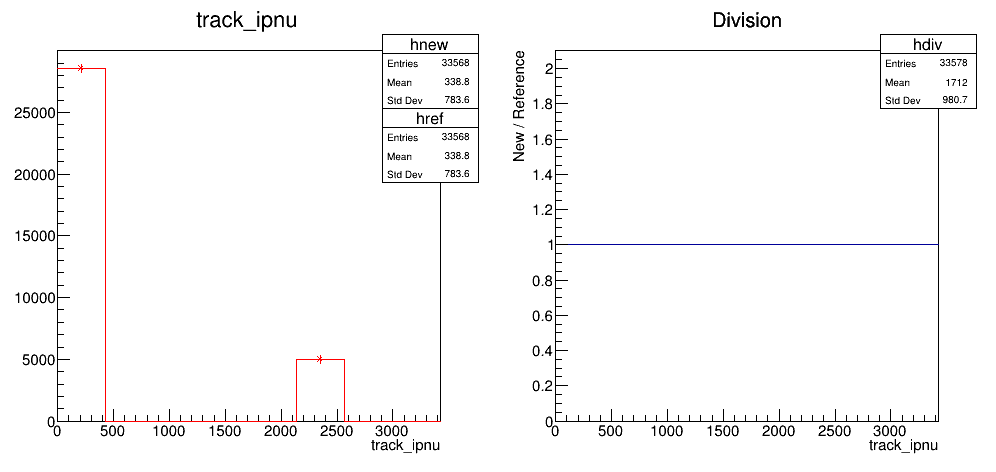 track_ipnu
hnew
Entries 33568
Mean 338.8
Std Dev 783.6
href
Entries 33568
Mean 338.8
Std Dev 783.6
25000
20000
15000
10000
5000
0
0 500 1000 1500 2000 2500 3000
track_ipnu
Division
hdiv
Entries 33578
Mean 1712
Std Dev 980.7
New / Reference
2
1.8
1.6
1.4
1.2
1
0.8
0.6
0.4
0.2
0
0 500 1000 1500 2000 2500 3000
track_ipnu